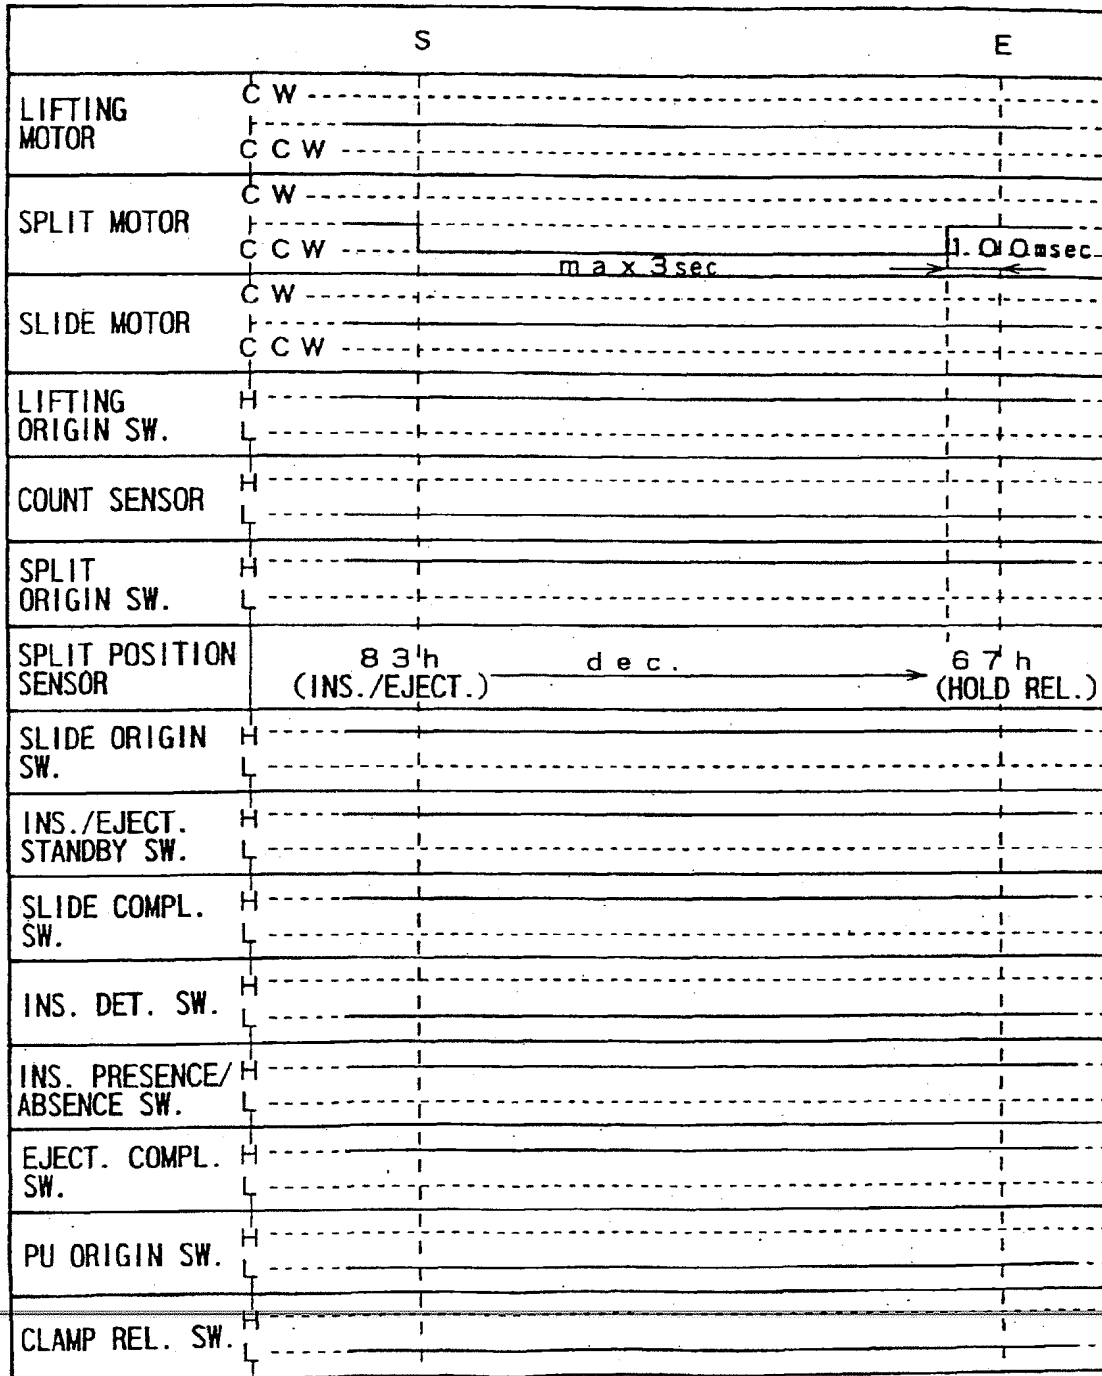 S E
LIFTING
MOTOR
CW
CCW
SPLIT MOTOR
CW
CCW
max 3sec
100msec
SLIDE MOTOR
CW
CCW
LIFTING
ORIGIN SW.
H
L
COUNT SENSOR
H
L
SPLIT
ORIGIN SW.
H
L
SPLIT POSITION
SENSOR
83h
(INS./EJECT.)
dec.
67h
(HOLD REL.)
SLIDE ORIGIN
SW.
H
L
INS./EJECT.
STANDBY SW.
H
L
SLIDE COMPL.
SW.
H
L
INS. DET. SW.
H
L
INS. PRESENCE/
ABSENCE SW.
H
L
EJECT. COMPL.
SW.
H
L
PU ORIGIN SW.
H
L
CLAMP REL. SW.
H
L